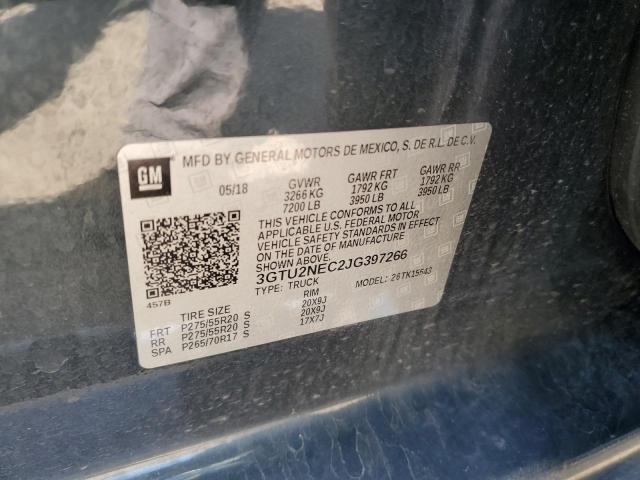 GM
MFD BY GENERAL MOTORS DE MEXICO, S. DE R.L. DE C.V.
05/18 GVWR GAWR FRT GAWR RR
3266 KG 1792 KG 1792 KG
7200 LB 3950 LB 3950 LB
THIS VEHICLE CONFORMS TO ALL
APPLICABLE U.S. FEDERAL MOTOR
VEHICLE SAFETY STANDARDS IN EFFECT
ON THE DATE OF MANUFACTURE
SHOWN ABOVE.
3GTU2NEC2JG397266
TYPE: TRUCK MODEL: 26TK15543
457B
TIRE SIZE RIM
FRT P275/55R20 S 20X9J
RR P275/55R20 S 20X9J
SPA P265/70R17 S 17X7J